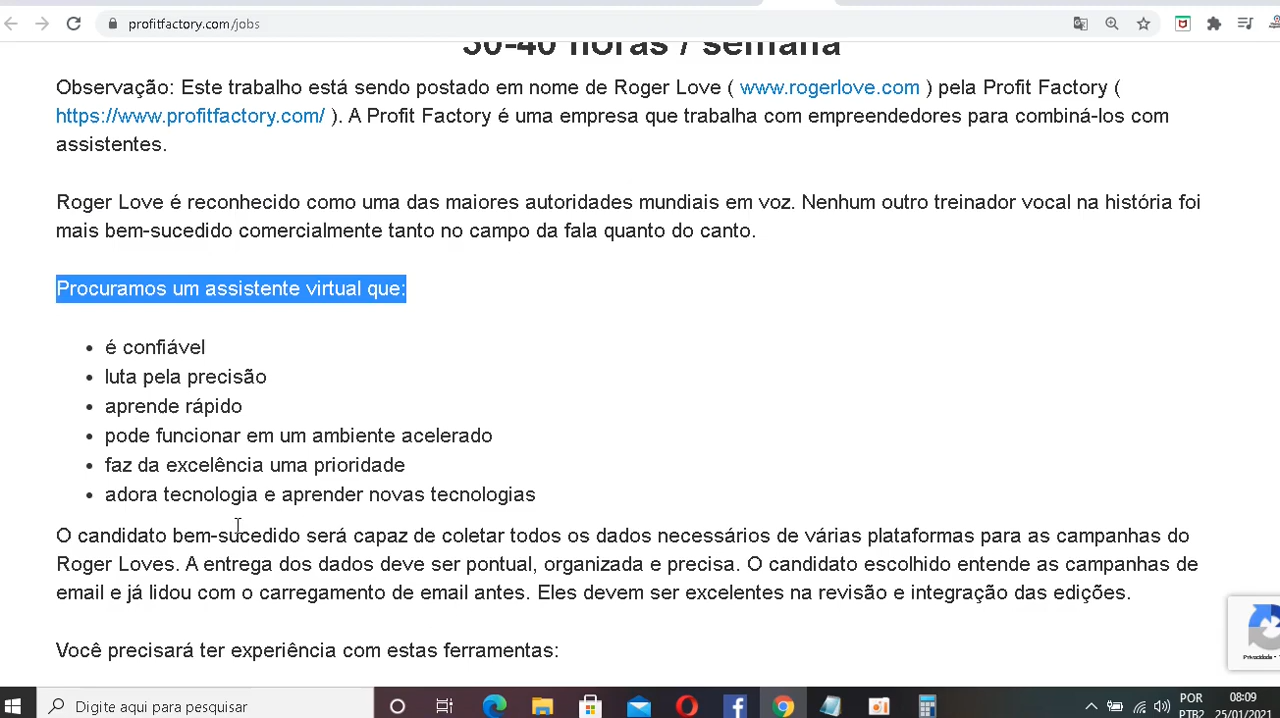 profitfactory.com/jobs
30-40 horas / semana
Observação: Este trabalho está sendo postado em nome de Roger Love ( www.rogerlove.com ) pela Profit Factory (
https://www.profitfactory.com/ ). A Profit Factory é uma empresa que trabalha com empreendedores para combiná-los com
assistentes.
Roger Love é reconhecido como uma das maiores autoridades mundiais em voz. Nenhum outro treinador vocal na história foi
mais bem-sucedido comercialmente tanto no campo da fala quanto do canto.
Procuramos um assistente virtual que:
• é confiável
• luta pela precisão
• aprende rápido
• pode funcionar em um ambiente acelerado
• faz da excelência uma prioridade
• adora tecnologia e aprender novas tecnologias
O candidato bem-sucedido será capaz de coletar todos os dados necessários de várias plataformas para as campanhas do
Roger Loves. A entrega dos dados deve ser pontual, organizada e precisa. O candidato escolhido entende as campanhas de
email e já lidou com o carregamento de email antes. Eles devem ser excelentes na revisão e integração das edições.
Você precisará ter experiência com estas ferramentas:
Privacidade -
Digite aqui para pesquisar
POR
PTB2
08:09
25/01/2021